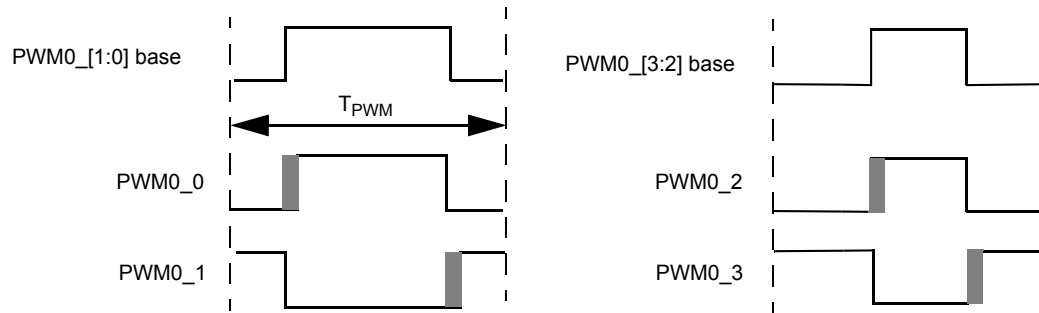 PWM0_[1:0] base
PWM0_[3:2] base
TPWM
PWM0_0
PWM0_2
PWM0_1
PWM0_3